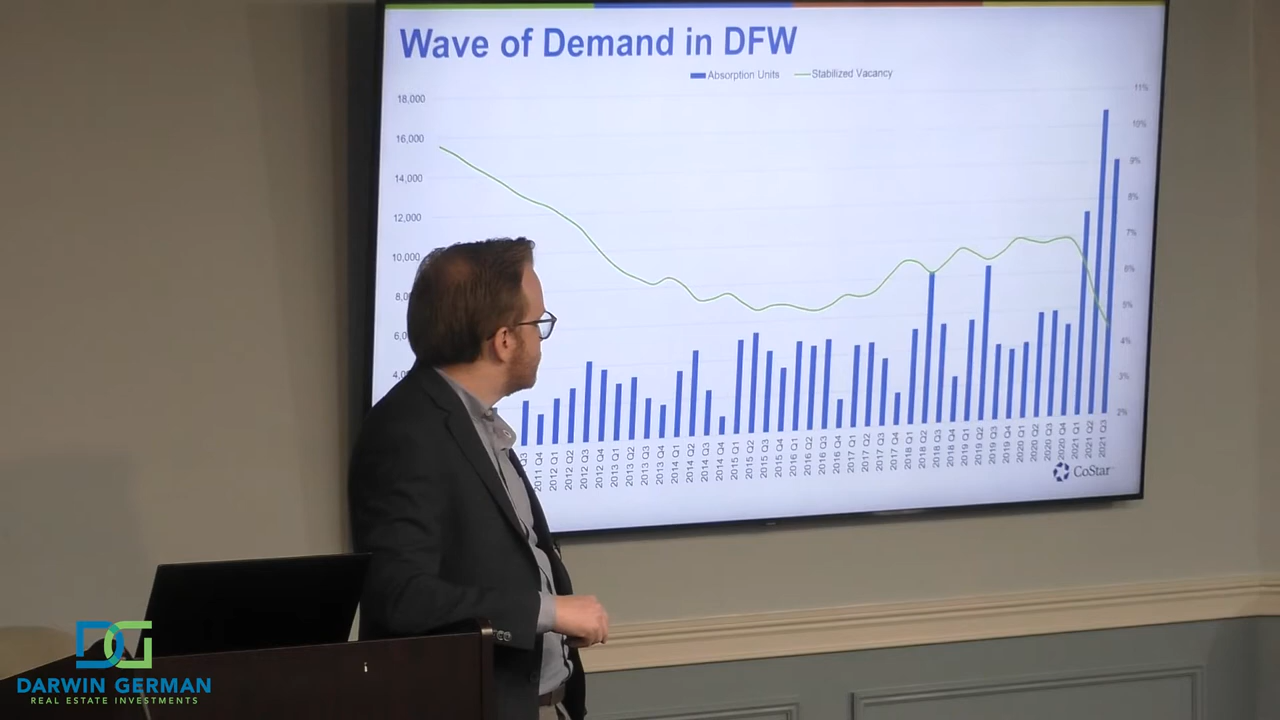 Wave of Demand in DFW
Absorption Units
Stabilized Vacancy
18,000
16,000
14,000
12,000
10,000
11%
10%
9%
8%
7%
6%
5%
4%
3%
2%
Q3
2011 Q4
2012 Q1
2012 Q2
2012 Q3
2012 Q4
2013 Q1
2013 Q2
2013 Q3
2013 Q4
2014 Q1
2014 Q2
2014 Q3
2014 Q4
2015 Q1
2015 Q2
2015 Q3
2015 Q4
2016 Q1
2016 Q2
2016 Q3
2016 Q4
2017 Q1
2017 Q2
2017 Q3
2017 Q4
2018 Q1
2018 Q2
2018 Q3
2018 Q4
2019 Q1
2019 Q2
2019 Q3
2019 Q4
2020 Q1
2020 Q2
2020 Q3
2020 Q4
2021 Q1
2021 Q2
2021 Q3
CoStar
DG
DARWIN GERMAN
REAL ESTATE INVESTMENTS